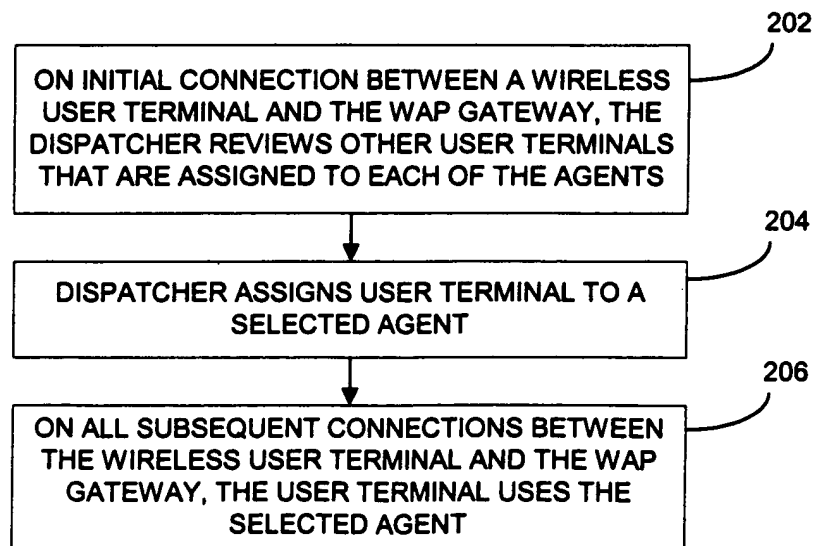 202
ON INITIAL CONNECTION BETWEEN A WIRELESS
USER TERMINAL AND THE WAP GATEWAY, THE
DISPATCHER REVIEWS OTHER USER TERMINALS
THAT ARE ASSIGNED TO EACH OF THE AGENTS
204
DISPATCHER ASSIGNS USER TERMINAL TO A
SELECTED AGENT
206
ON ALL SUBSEQUENT CONNECTIONS BETWEEN
THE WIRELESS USER TERMINAL AND THE WAP
GATEWAY, THE USER TERMINAL USES THE
SELECTED AGENT